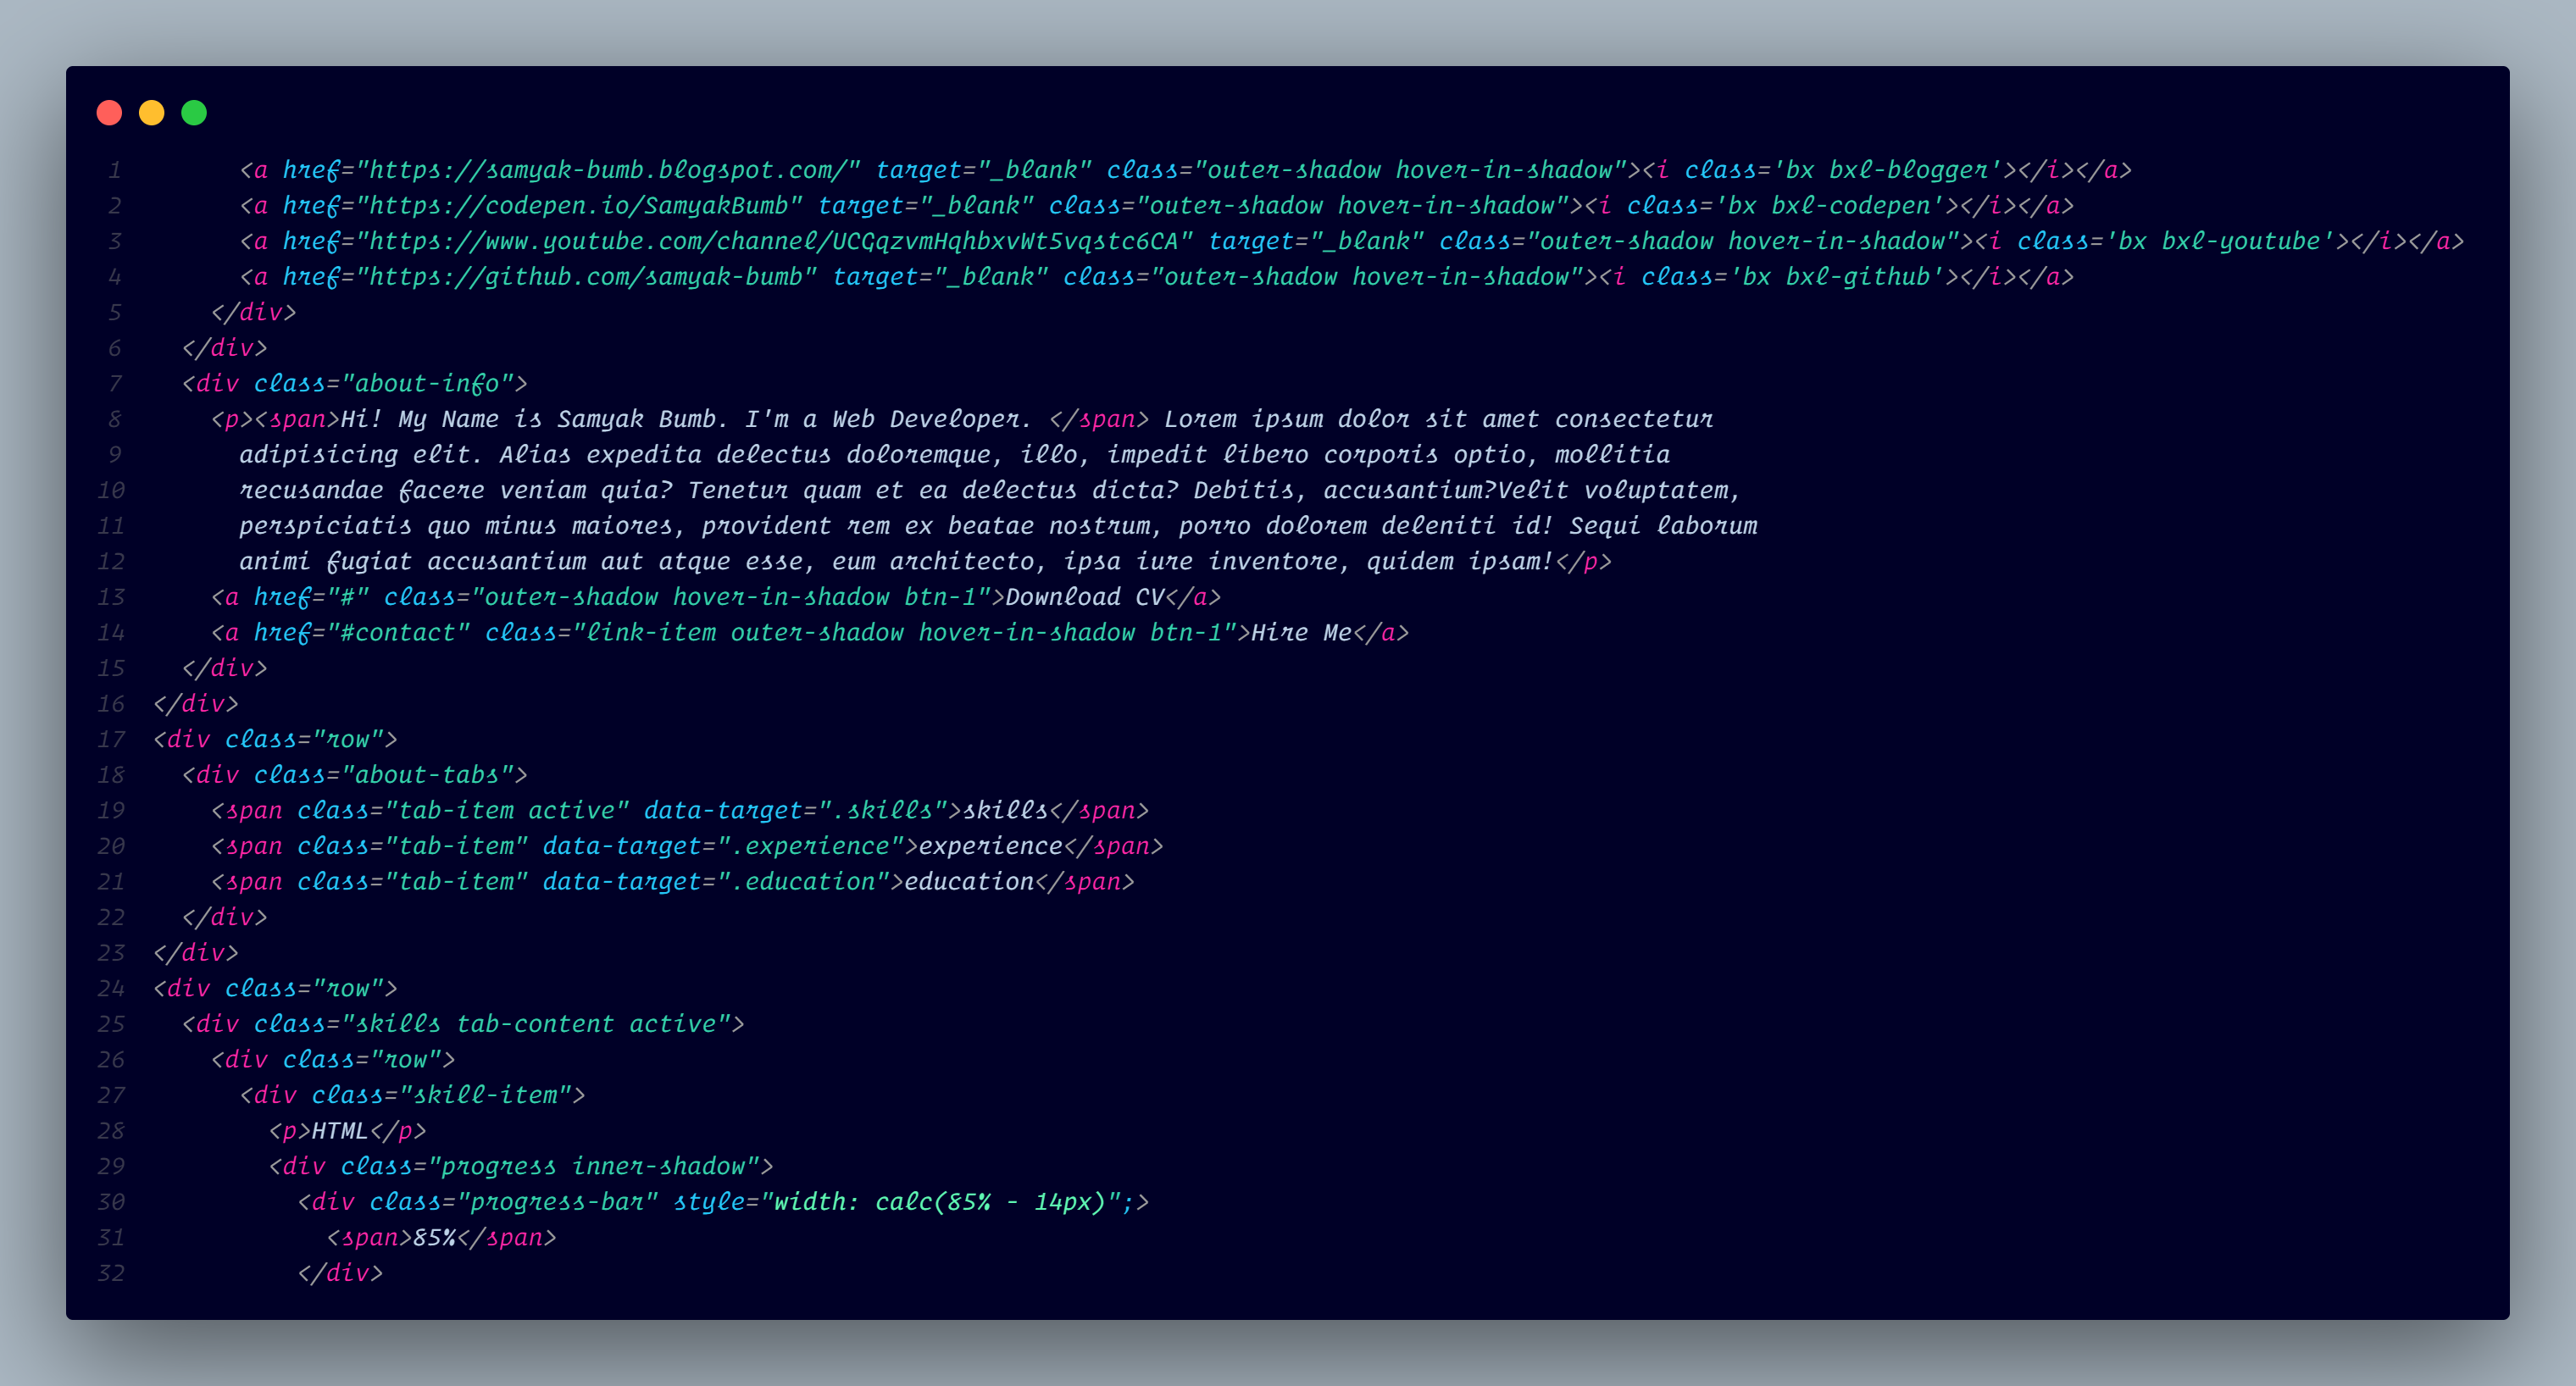 1 <a href="https://samyak-bumb.blogspot.com/" target="_blank" class="outer-shadow hover-in-shadow"><i class='bx bxl-blogger'></i></a>
2 <a href="https://codepen.io/SamyakBumb" target="_blank" class="outer-shadow hover-in-shadow"><i class='bx bxl-codepen'></i></a>
3 <a href="https://www.youtube.com/channel/UCGqzvmHqhbxvWt5vqstc6CA" target="_blank" class="outer-shadow hover-in-shadow"><i class='bx bxl-youtube'></i></a>
4 <a href="https://github.com/samyak-bumb" target="_blank" class="outer-shadow hover-in-shadow"><i class='bx bxl-github'></i></a>
5 </div>
6 </div>
7 <div class="about-info">
8 <p><span>Hi! My Name is Samyak Bumb. I'm a Web Developer. </span> Lorem ipsum dolor sit amet consectetur
9 adipisicing elit. Alias expedita delectus doloremque, illo, impedit libero corporis optio, mollitia
10 recusandae facere veniam quia? Tenetur quam et ea delectus dicta? Debitis, accusantium?Velit voluptatem,
11 perspiciatis quo minus maiores, provident rem ex beatae nostrum, porro dolorem deleniti id! Sequi laborum
12 animi fugiat accusantium aut atque esse, eum architecto, ipsa iure inventore, quidem ipsam!</p>
13 <a href="#" class="outer-shadow hover-in-shadow btn-1">Download CV</a>
14 <a href="#contact" class="link-item outer-shadow hover-in-shadow btn-1">Hire Me</a>
15 </div>
16 </div>
17 <div class="row">
18 <div class="about-tabs">
19 <span class="tab-item active" data-target=".skills">skills</span>
20 <span class="tab-item" data-target=".experience">experience</span>
21 <span class="tab-item" data-target=".education">education</span>
22 </div>
23 </div>
24 <div class="row">
25 <div class="skills tab-content active">
26 <div class="row">
27 <div class="skill-item">
28 <p>HTML</p>
29 <div class="progress inner-shadow">
30 <div class="progress-bar" style="width: calc(85% - 14px)";>
31 <span>85%</span>
32 </div>